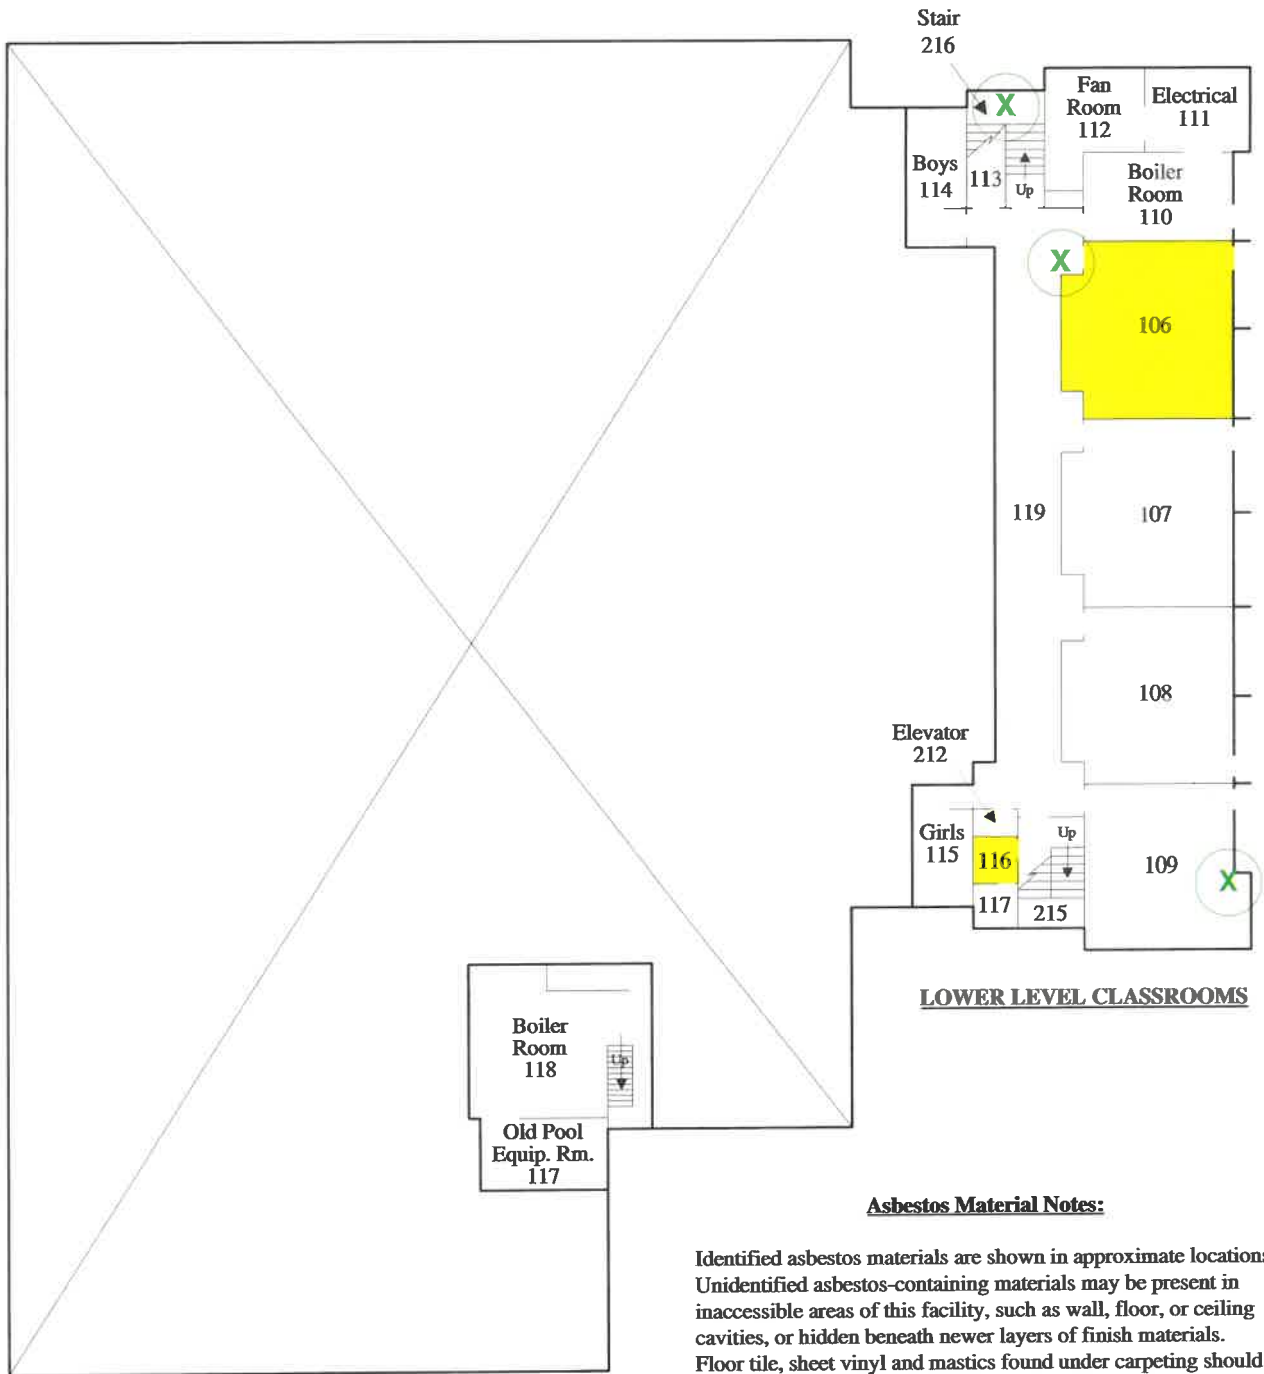 Stair
216
X
Fan
Room
112
Electrical
111
Boys
114
113
Up
Boiler
Room
110
X
106
119
107
108
Elevator
212
Girls
115
116
117
Up
215
109
X
LOWER LEVEL CLASSROOMS
Boiler
Room
118
Up
Old Pool
Equip. Rm.
117
Asbestos Material Notes:
Identified asbestos materials are shown in approximate locations
Unidentified asbestos-containing materials may be present in
inaccessible areas of this facility, such as wall, floor, or ceiling
cavities, or hidden beneath newer layers of finish materials.
Floor tile, sheet vinyl and mastics found under carpeting should